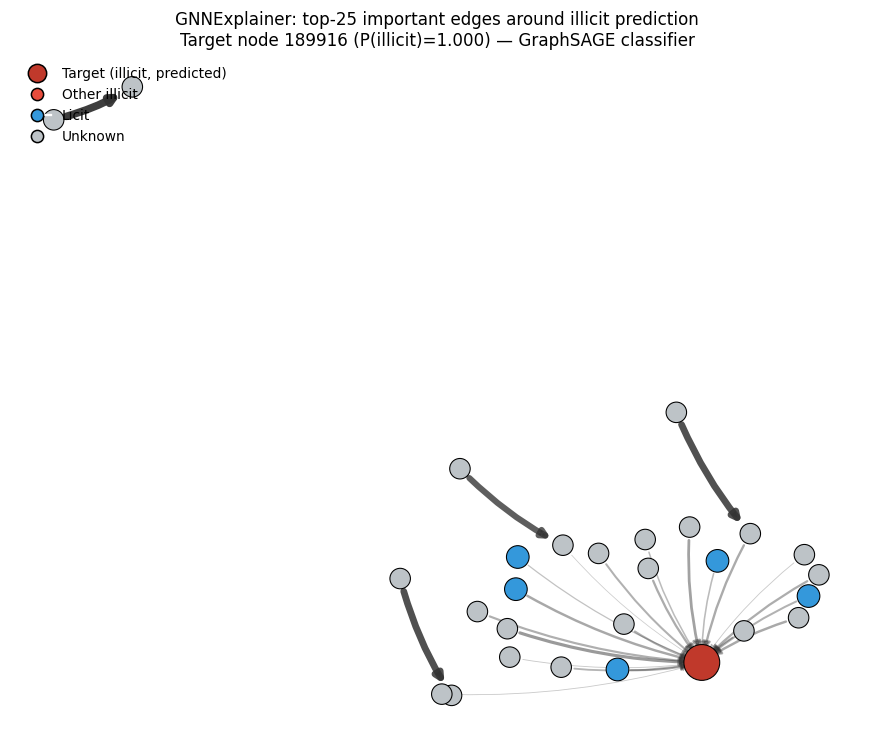 GNNExplainer: top-25 important edges around illicit prediction
Target node 189916 (P(illicit)=1.000) — GraphSAGE classifier
Target (illicit, predicted)
Other illicit
Licit
Unknown